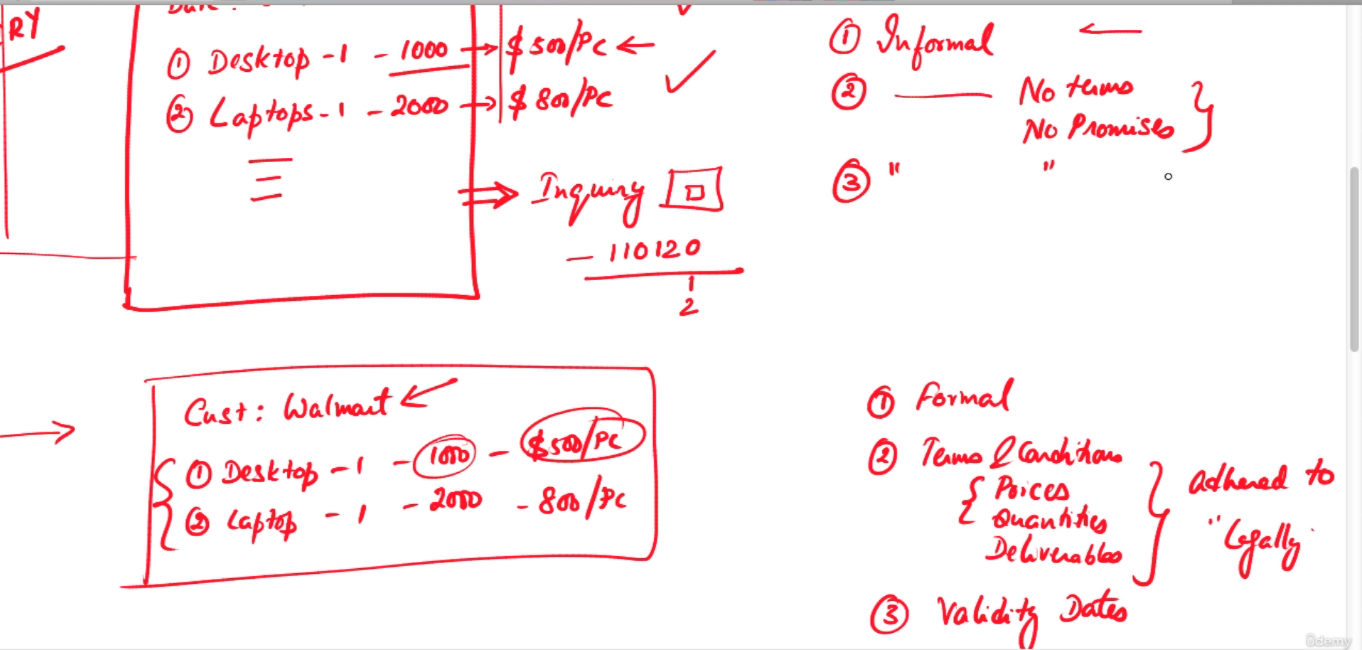 RY
Date :
① Desktop - 1 - 1000 → $500/PC ←
② Laptops - 1 - 2000 → $800/PC
⇒ Inquiry
- 110120
1
2
① Informal ←
② —— No terms
No Promises
③ " "
Cust : Walmart
① Desktop - 1 - 1000 - $500/PC
② Laptop - 1 - 2000 - 800/PC
① Formal
② Terms & Conditions
Prices
Quantities
Deliverables
adhered to
"Legally
③ Validity Dates
Udemy